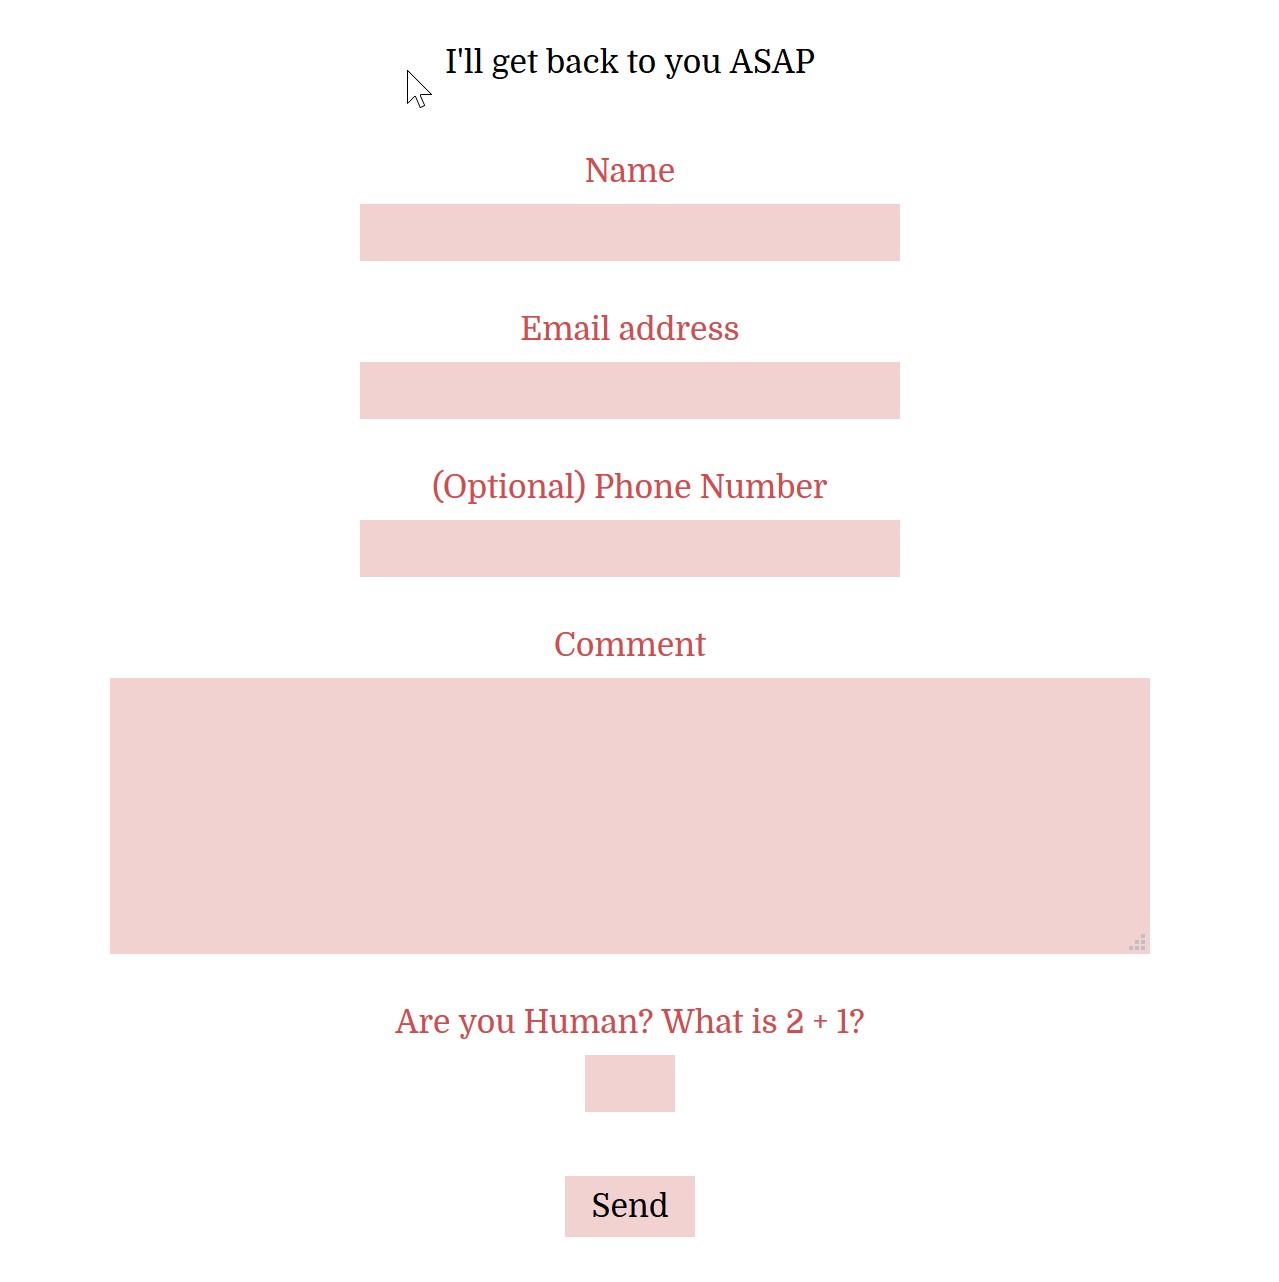 I'll get back to you ASAP
Name
Email address
(Optional) Phone Number
Comment
Are you Human? What is 2 + 1?
Send